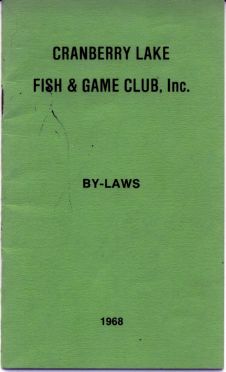 CRANBERRY LAKE
FISH & GAME CLUB, Inc.
BY-LAWS
1968